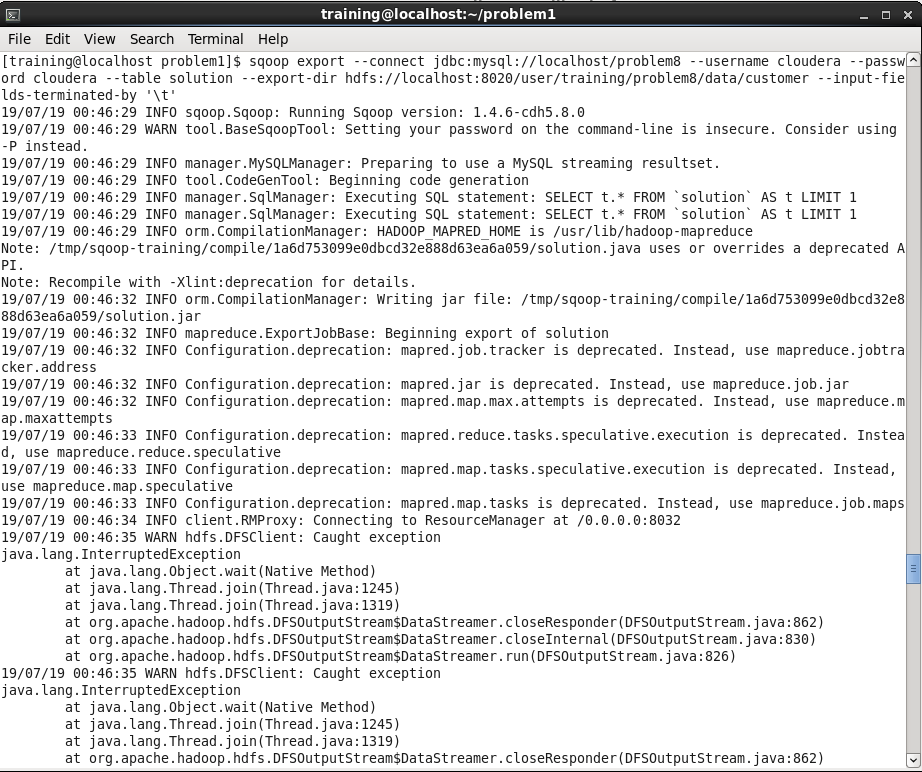 training@localhost:~/problem1
File Edit View Search Terminal Help
[training@localhost problem1]$ sqoop export --connect jdbc:mysql://localhost/problem8 --username cloudera --passw
ord cloudera --table solution --export-dir hdfs://localhost:8020/user/training/problem8/data/customer --input-fie
lds-terminated-by '\t'
19/07/19 00:46:29 INFO sqoop.Sqoop: Running Sqoop version: 1.4.6-cdh5.8.0
19/07/19 00:46:29 WARN tool.BaseSqoopTool: Setting your password on the command-line is insecure. Consider using
-P instead.
19/07/19 00:46:29 INFO manager.MySQLManager: Preparing to use a MySQL streaming resultset.
19/07/19 00:46:29 INFO tool.CodeGenTool: Beginning code generation
19/07/19 00:46:29 INFO manager.SqlManager: Executing SQL statement: SELECT t.* FROM `solution` AS t LIMIT 1
19/07/19 00:46:29 INFO manager.SqlManager: Executing SQL statement: SELECT t.* FROM `solution` AS t LIMIT 1
19/07/19 00:46:29 INFO orm.CompilationManager: HADOOP_MAPRED_HOME is /usr/lib/hadoop-mapreduce
Note: /tmp/sqoop-training/compile/1a6d753099e0dbcd32e888d63ea6a059/solution.java uses or overrides a deprecated A
PI.
Note: Recompile with -Xlint:deprecation for details.
19/07/19 00:46:32 INFO orm.CompilationManager: Writing jar file: /tmp/sqoop-training/compile/1a6d753099e0dbcd32e8
88d63ea6a059/solution.jar
19/07/19 00:46:32 INFO mapreduce.ExportJobBase: Beginning export of solution
19/07/19 00:46:32 INFO Configuration.deprecation: mapred.job.tracker is deprecated. Instead, use mapreduce.jobtra
cker.address
19/07/19 00:46:32 INFO Configuration.deprecation: mapred.jar is deprecated. Instead, use mapreduce.job.jar
19/07/19 00:46:32 INFO Configuration.deprecation: mapred.map.max.attempts is deprecated. Instead, use mapreduce.m
ap.maxattempts
19/07/19 00:46:33 INFO Configuration.deprecation: mapred.reduce.tasks.speculative.execution is deprecated. Instea
d, use mapreduce.reduce.speculative
19/07/19 00:46:33 INFO Configuration.deprecation: mapred.map.tasks.speculative.execution is deprecated. Instead,
use mapreduce.map.speculative
19/07/19 00:46:33 INFO Configuration.deprecation: mapred.map.tasks is deprecated. Instead, use mapreduce.job.maps
19/07/19 00:46:34 INFO client.RMProxy: Connecting to ResourceManager at /0.0.0.0:8032
19/07/19 00:46:35 WARN hdfs.DFSClient: Caught exception
java.lang.InterruptedException
at java.lang.Object.wait(Native Method)
at java.lang.Thread.join(Thread.java:1245)
at java.lang.Thread.join(Thread.java:1319)
at org.apache.hadoop.hdfs.DFSOutputStream$DataStreamer.closeResponder(DFSOutputStream.java:862)
at org.apache.hadoop.hdfs.DFSOutputStream$DataStreamer.closeInternal(DFSOutputStream.java:830)
at org.apache.hadoop.hdfs.DFSOutputStream$DataStreamer.run(DFSOutputStream.java:826)
19/07/19 00:46:35 WARN hdfs.DFSClient: Caught exception
java.lang.InterruptedException
at java.lang.Object.wait(Native Method)
at java.lang.Thread.join(Thread.java:1245)
at java.lang.Thread.join(Thread.java:1319)
at org.apache.hadoop.hdfs.DFSOutputStream$DataStreamer.closeResponder(DFSOutputStream.java:862)